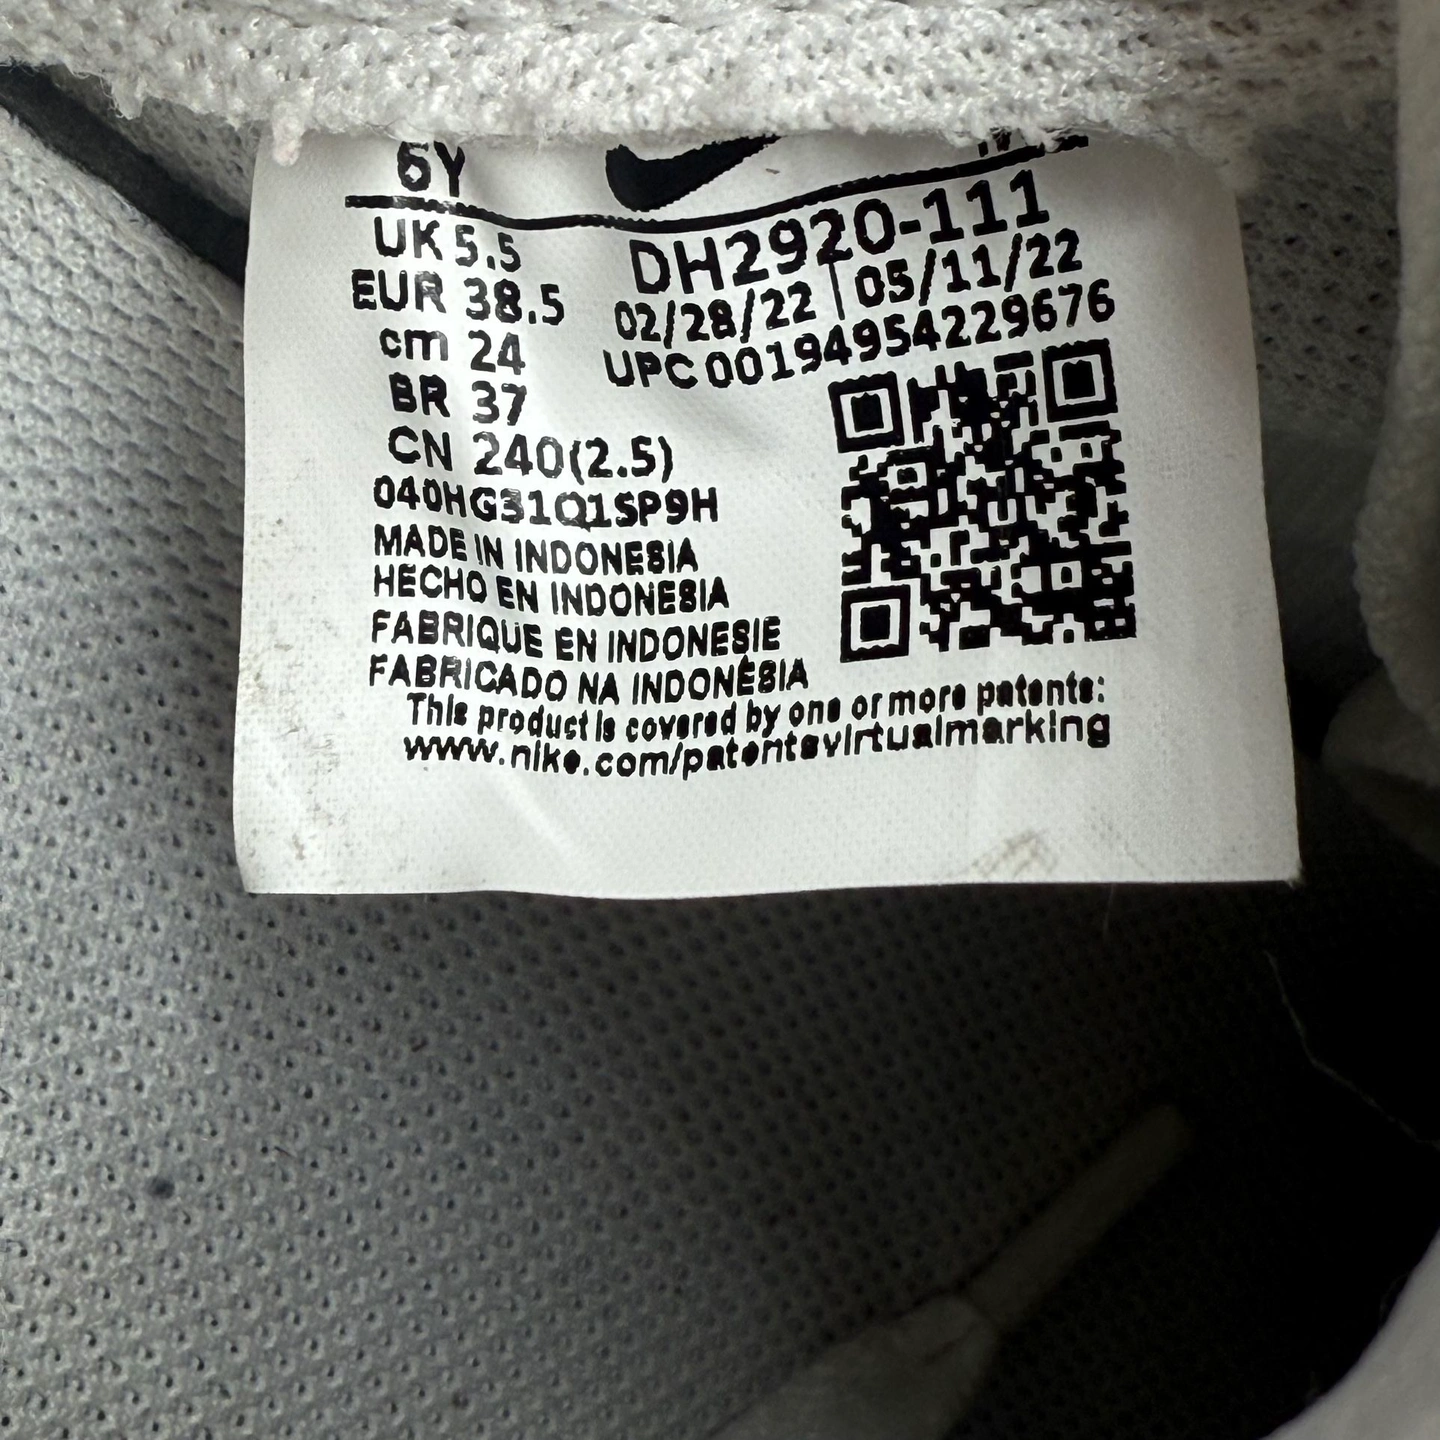 6Y
UK 5.5
EUR 38.5
cm 24
BR 37
CN 240(2.5)
040HG31Q1SP9H
DH2920-111
02/28/22 | 05/11/22
UPC 00194954229676
MADE IN INDONESIA
HECHO EN INDONESIA
FABRIQUE EN INDONESIE
FABRICADO NA INDONÉSIA
This product is covered by one or more patents:
www.nike.com/patentsvirtualmarking